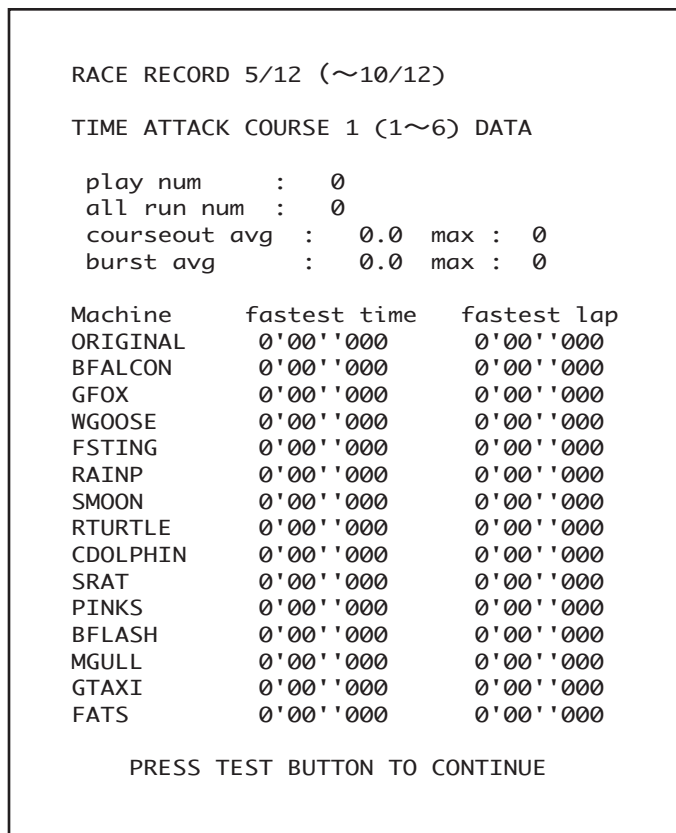 RACE RECORD 5/12 (〜10/12)
TIME ATTACK COURSE 1 (1〜6) DATA
play num : 0
all run num : 0
courseout avg : 0.0 max : 0
burst avg : 0.0 max : 0
Machine fastest time fastest lap
ORIGINAL 0'00''000 0'00''000
BFALCON 0'00''000 0'00''000
GFOX 0'00''000 0'00''000
WGOOSE 0'00''000 0'00''000
FSTING 0'00''000 0'00''000
RAINP 0'00''000 0'00''000
SMOON 0'00''000 0'00''000
RTURTLE 0'00''000 0'00''000
CDOLPHIN 0'00''000 0'00''000
SRAT 0'00''000 0'00''000
PINKS 0'00''000 0'00''000
BFLASH 0'00''000 0'00''000
MGULL 0'00''000 0'00''000
GTAXI 0'00''000 0'00''000
FATS 0'00''000 0'00''000
PRESS TEST BUTTON TO CONTINUE